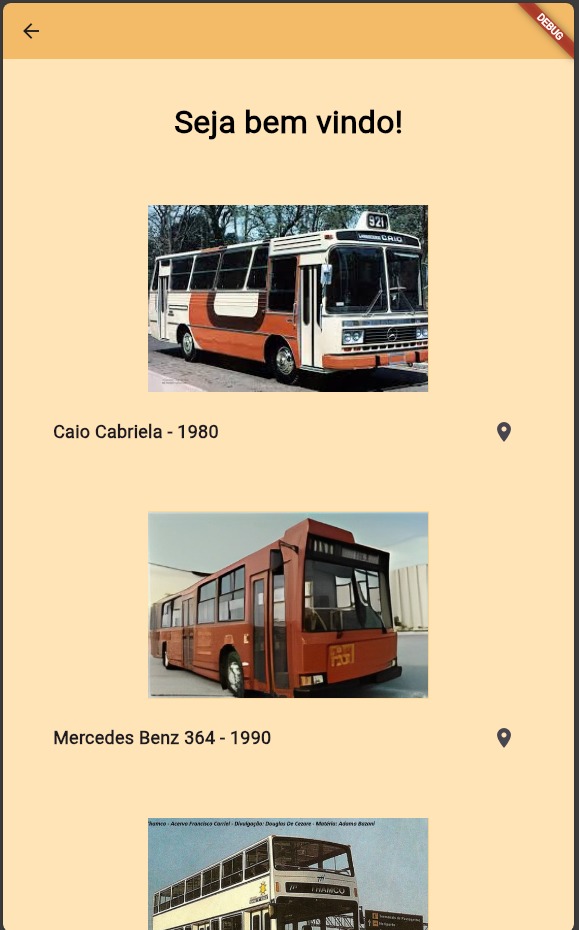 DEBUG
Seja bem vindo!
921
CAIO
Caio Cabriela - 1980
Mercedes Benz 364 - 1990
Thamco - Acervo Francisco Carriel - Divulgação: Douglas De Cezare - Matéria: Adamo Bazani
THAMCO